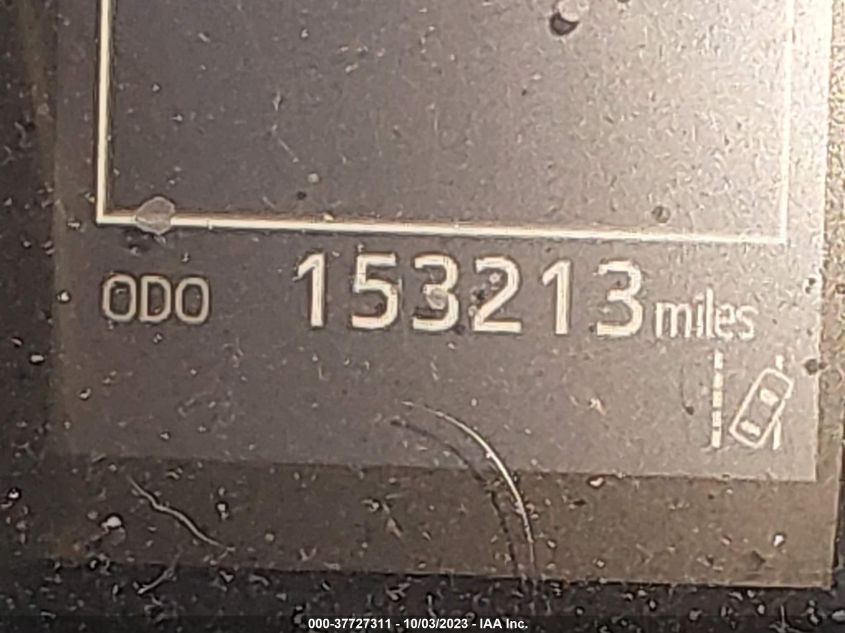 ODO 153213 miles
000-37727311 - 10/03/2023 - IAA Inc.